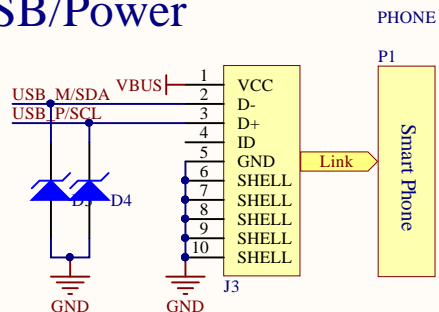 SB/Power
PHONE
P1
VBUS
1 VCC
USB_M/SDA 2 D-
USB_P/SCL 3 D+
4 ID
5 GND
Link
Smart Phone
6 SHELL
7 SHELL
8 SHELL
9 SHELL
10 SHELL
D3 D4
J3
GND
GND